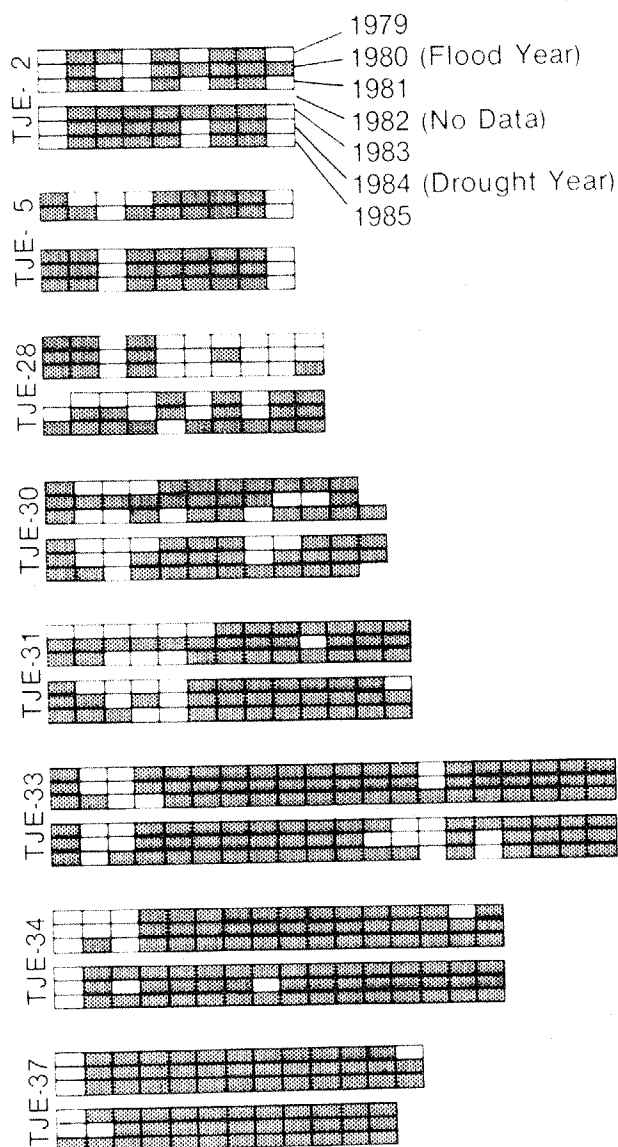 1979
1980 (Flood Year)
1981
1982 (No Data)
1983
1984 (Drought Year)
1985
TJE- 2
TJE- 5
TJE-28
TJE-30
TJE-31
TJE-33
TJE-34
TJE-37